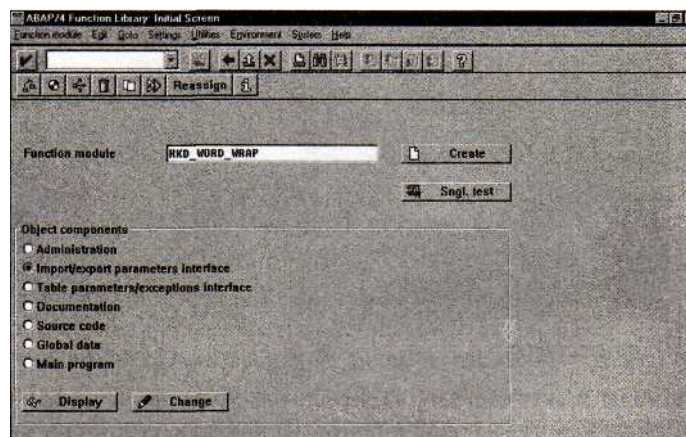 ABAP/4 Function Library: Initial Screen
Function module Edit Goto Settings Utilities Environment System Help
Reassign
Function module RKD_WORD_WRAP Create
Sngl. test
Object components
Administration
Import/export parameters interface
Table parameters/exceptions interface
Documentation
Source code
Global data
Main program
Display Change